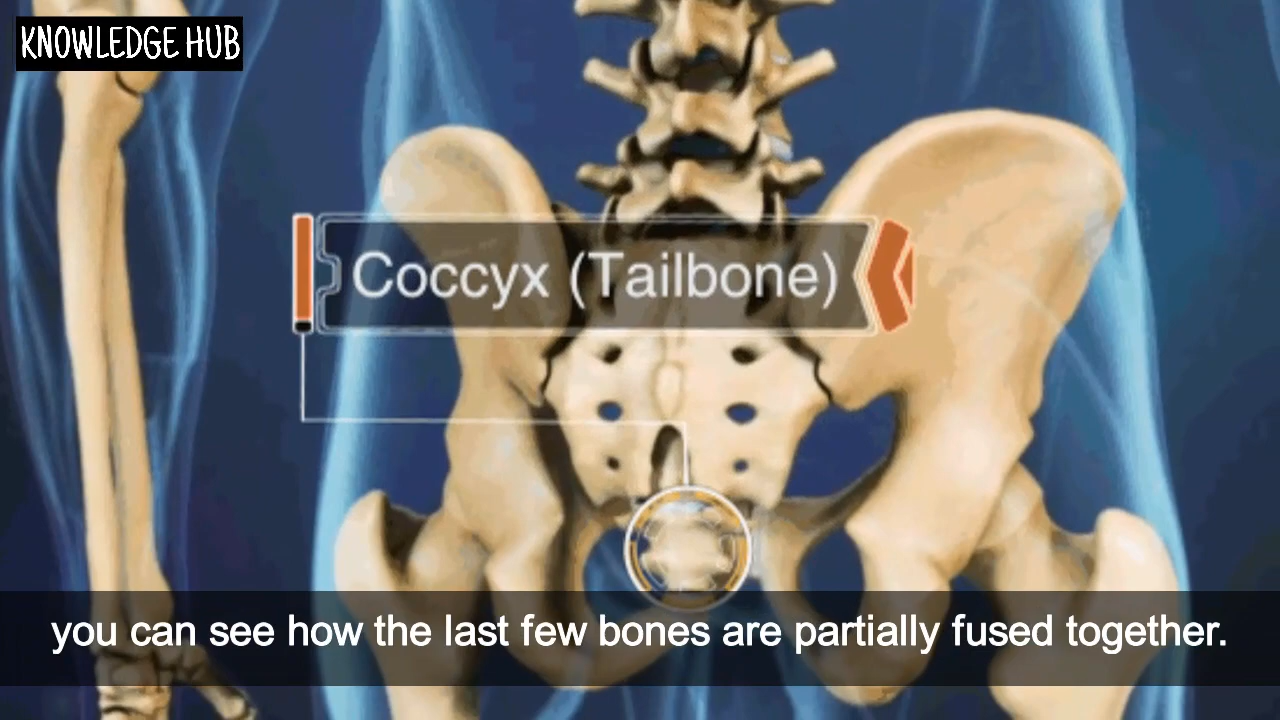 KNOWLEDGE HUB
Coccyx (Tailbone)
you can see how the last few bones are partially fused together.